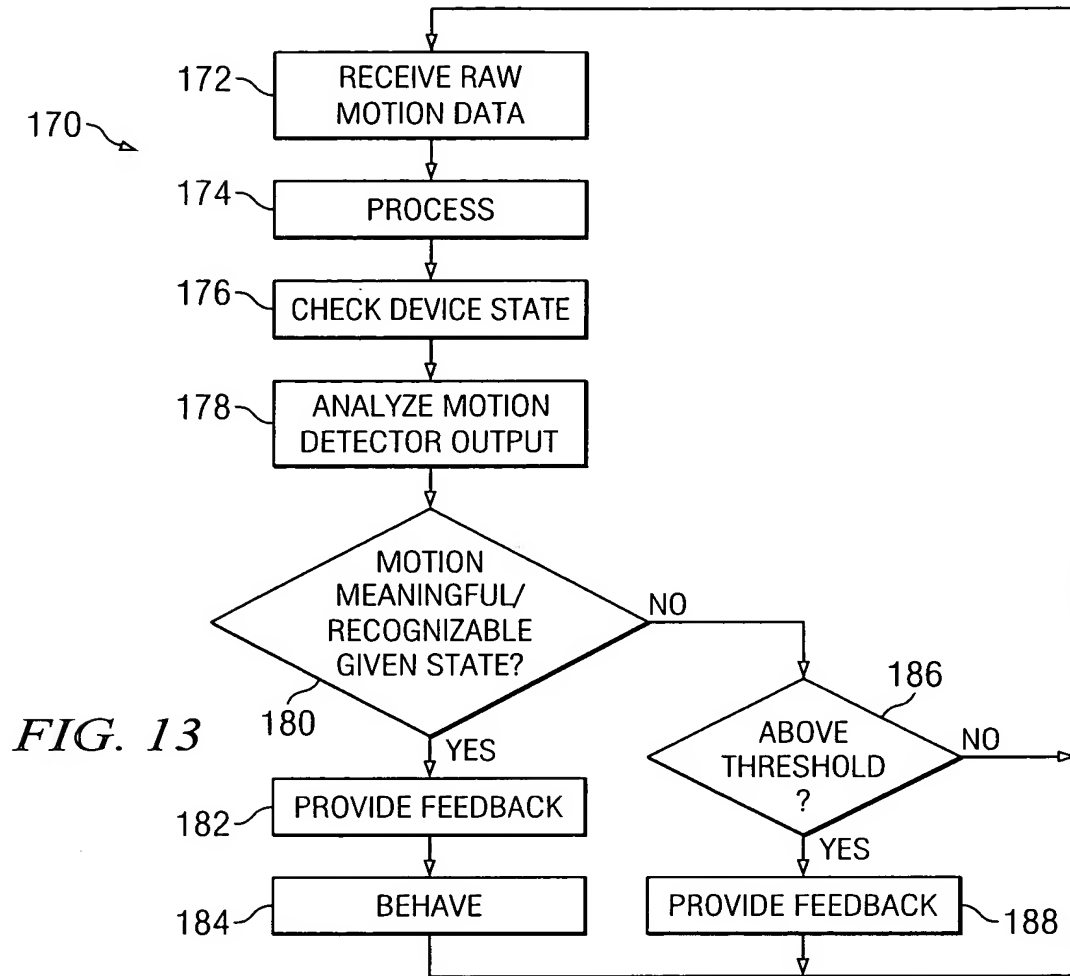 172
RECEIVE RAW
MOTION DATA
170
174
PROCESS
176
CHECK DEVICE STATE
178
ANALYZE MOTION
DETECTOR OUTPUT
MOTION
MEANINGFUL/
RECOGNIZABLE
GIVEN STATE?
NO
180
YES
186
ABOVE
THRESHOLD
?
NO
YES
FIG. 13
182
PROVIDE FEEDBACK
184
BEHAVE
PROVIDE FEEDBACK
188